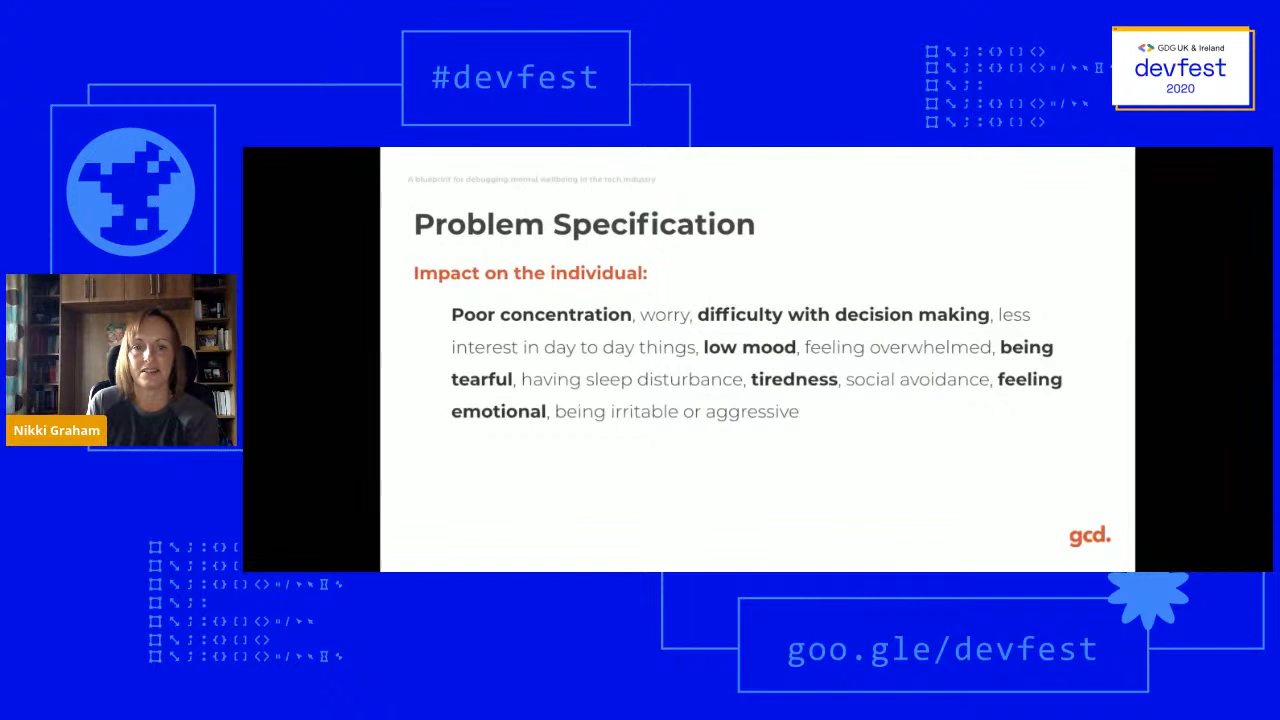 #devfest
GDG UK & Ireland
devfest
2020
A blueprint for debugging mental wellbeing in the tech industry
Problem Specification
Impact on the individual:
Poor concentration, worry, difficulty with decision making, less
interest in day to day things, low mood, feeling overwhelmed, being
tearful, having sleep disturbance, tiredness, social avoidance, feeling
emotional, being irritable or aggressive
Nikki Graham
gcd.
goo.gle/devfest